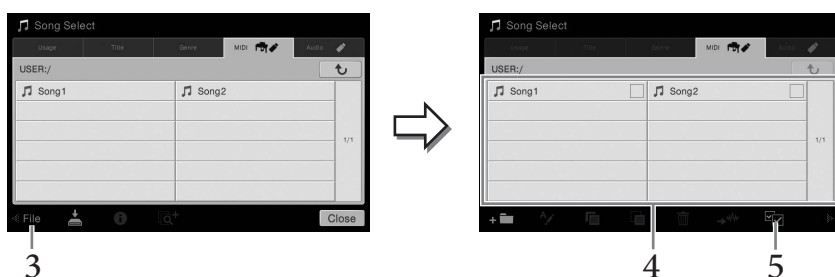 Song Select
Usage Title Genre MIDI Audio
USER:/
Song1 Song2
1/1
File Close
3
Song Select
Usage Title Genre MIDI Audio
USER:/
Song1 Song2
1/1
4 5